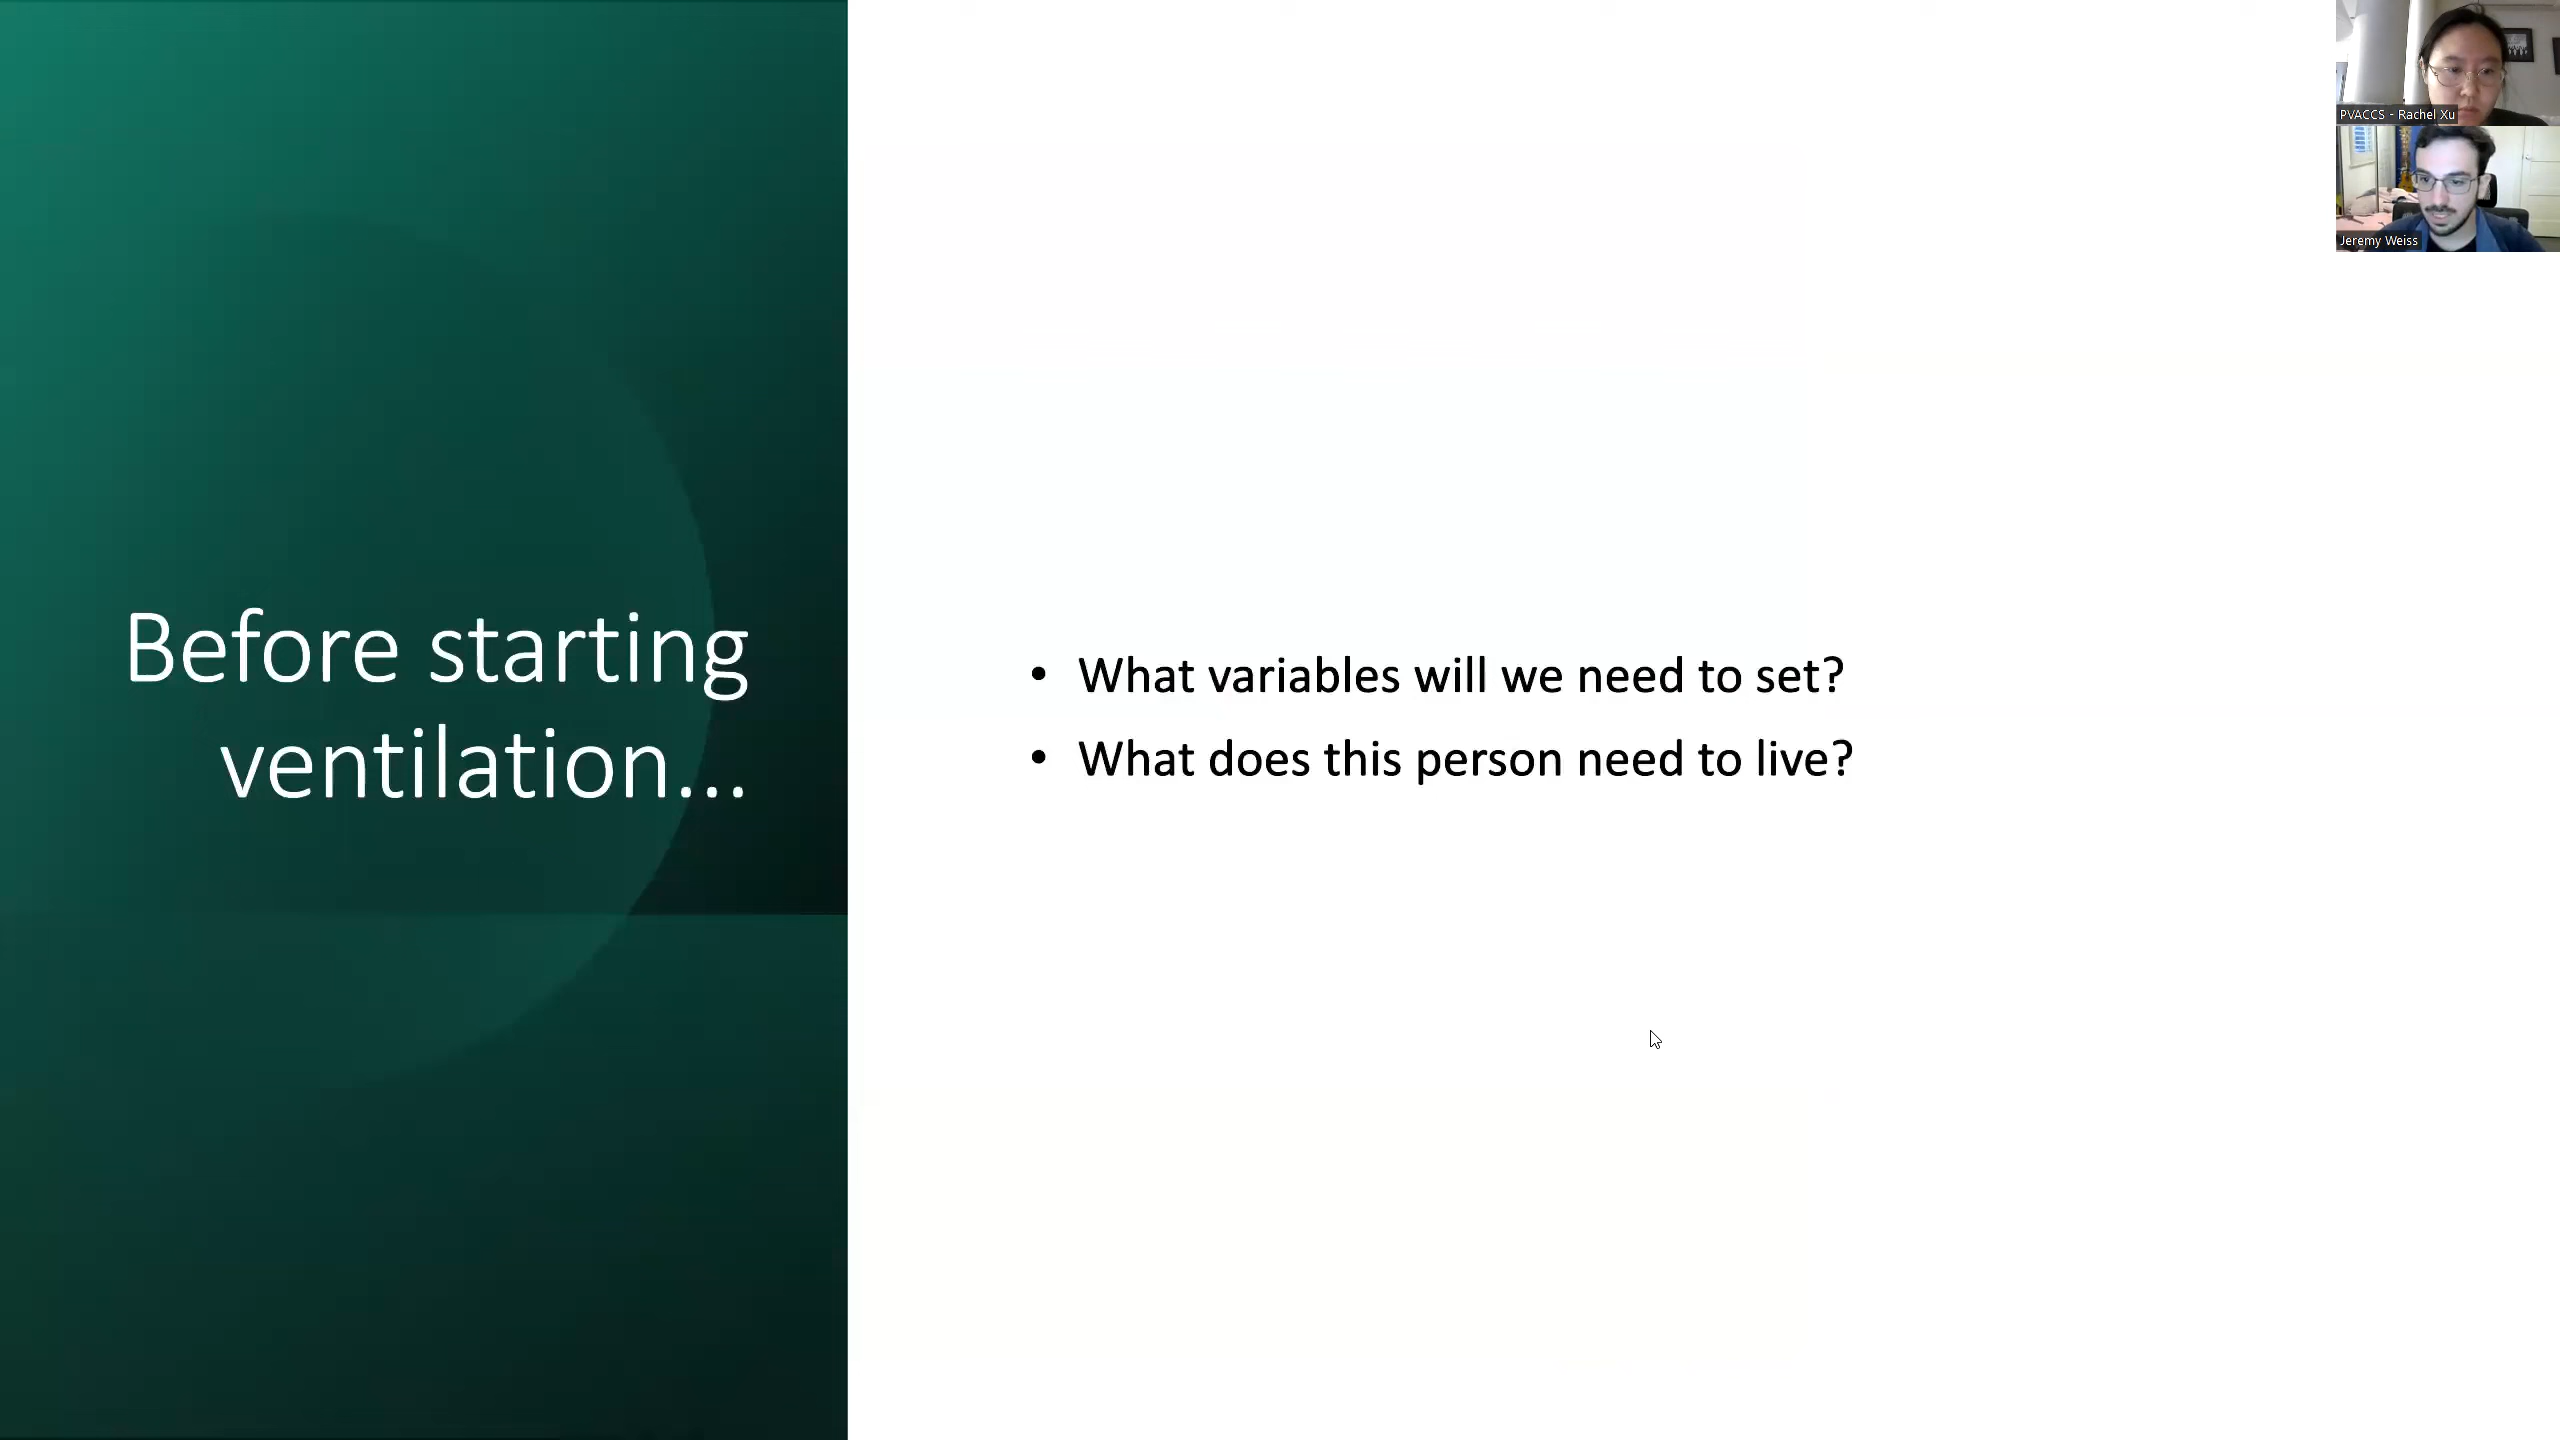 Before starting
ventilation...
• What variables will we need to set?
• What does this person need to live?
PVACCS - Rachel Xu
Jeremy Weiss